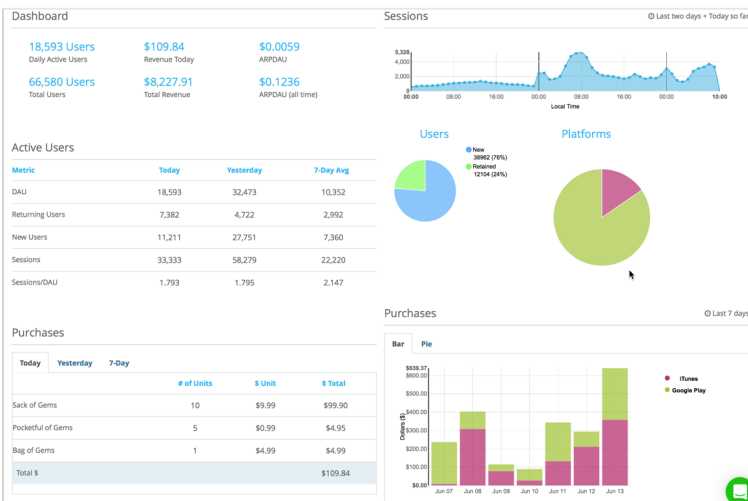 Dashboard
18,593 Users
Daily Active Users
$109.84
Revenue Today
$0.0059
ARPDAU
66,580 Users
Total Users
$8,227.91
Total Revenue
$0.1236
ARPDAU (all time)
Active Users
Metric Today Yesterday 7-Day Avg
DAU 18,593 32,473 10,352
Returning Users 7,382 4,722 2,992
New Users 11,211 27,751 7,360
Sessions 33,333 58,279 22,220
Sessions/DAU 1.793 1.795 2.147
Purchases
Today Yesterday 7-Day
# of Units $ Unit $ Total
Sack of Gems 10 $9.99 $99.90
Pocketful of Gems 5 $0.99 $4.95
Bag of Gems 1 $4.99 $4.99
Total $ $109.84
Sessions Last two days + Today so far
5,328
4,000
2,000
0
00:00 08:00 16:00 00:00 08:00 16:00 00:00 10:00
Local Time
Users
New
38962 (76%)
Retained
12104 (24%)
Platforms
Purchases Last 7 days
Bar Pie
$639.37
$600.00
$500.00
$400.00
$300.00
$200.00
$100.00
$0.00
Dollars ($)
Jun 07 Jun 08 Jun 09 Jun 10 Jun 11 Jun 12 Jun 13
iTunes
Google Play